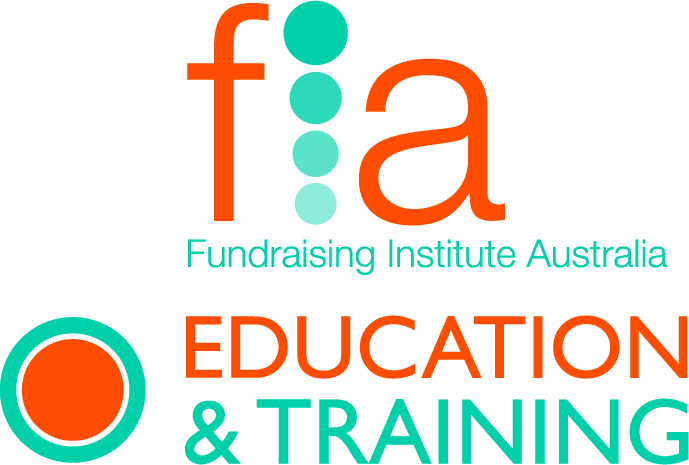 fia
Fundraising Institute Australia
EDUCATION
& TRAINING